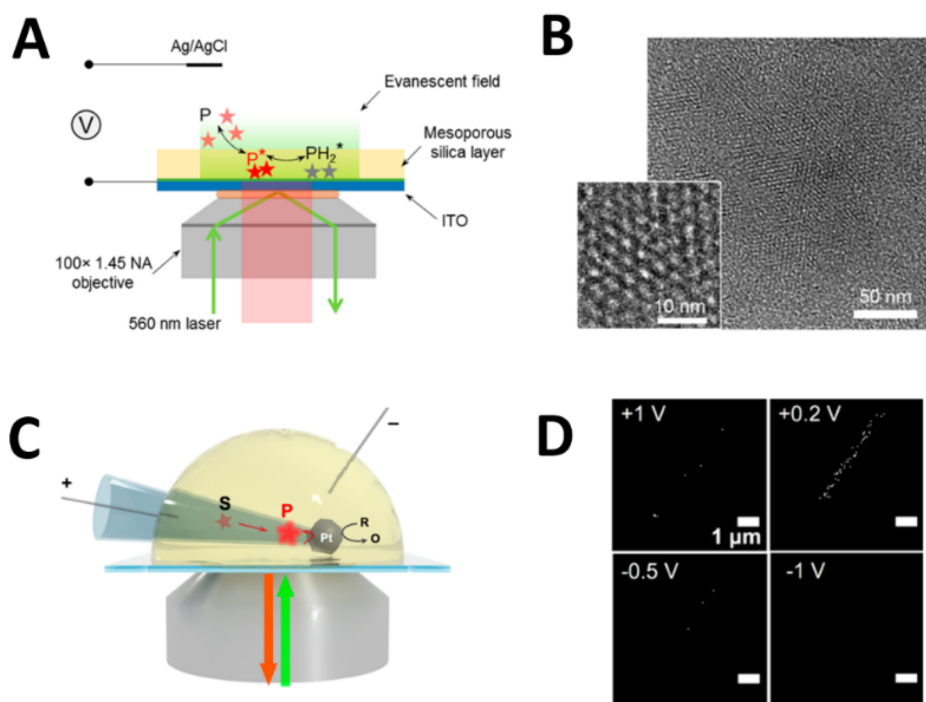 A
Ag/AgCl
Evanescent field
V
P
Mesoporous
silica layer
P*
PH2*
ITO
100× 1.45 NA
objective
560 nm laser
B
10 nm
50 nm
C
+
−
S
P
Pt
R
O
D
+1 V
+0.2 V
1 µm
-0.5 V
-1 V